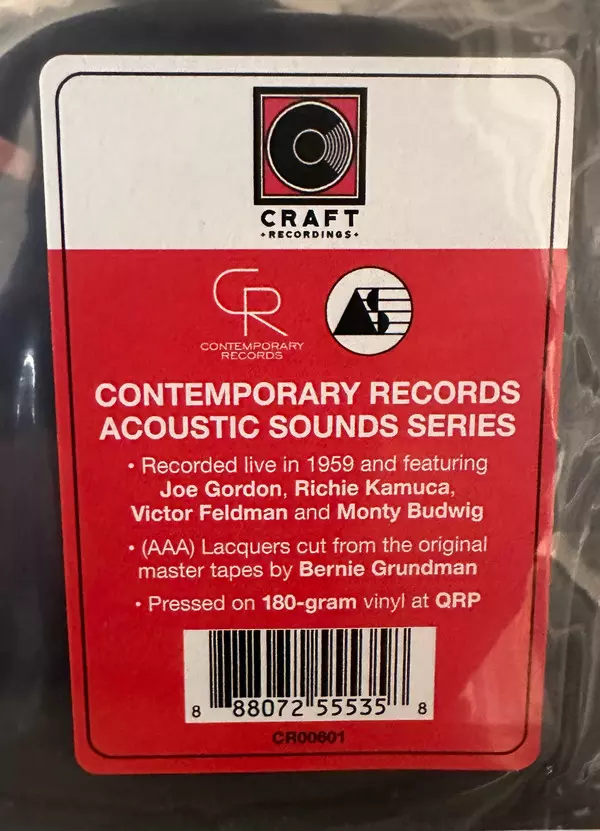 CRAFT
•RECORDINGS•
CR
CONTEMPORARY
RECORDS
AS
CONTEMPORARY RECORDS
ACOUSTIC SOUNDS SERIES
• Recorded live in 1959 and featuring
Joe Gordon, Richie Kamuca,
Victor Feldman and Monty Budwig
• (AAA) Lacquers cut from the original
master tapes by Bernie Grundman
• Pressed on 180-gram vinyl at QRP
8 88072 55535 8
CR00601